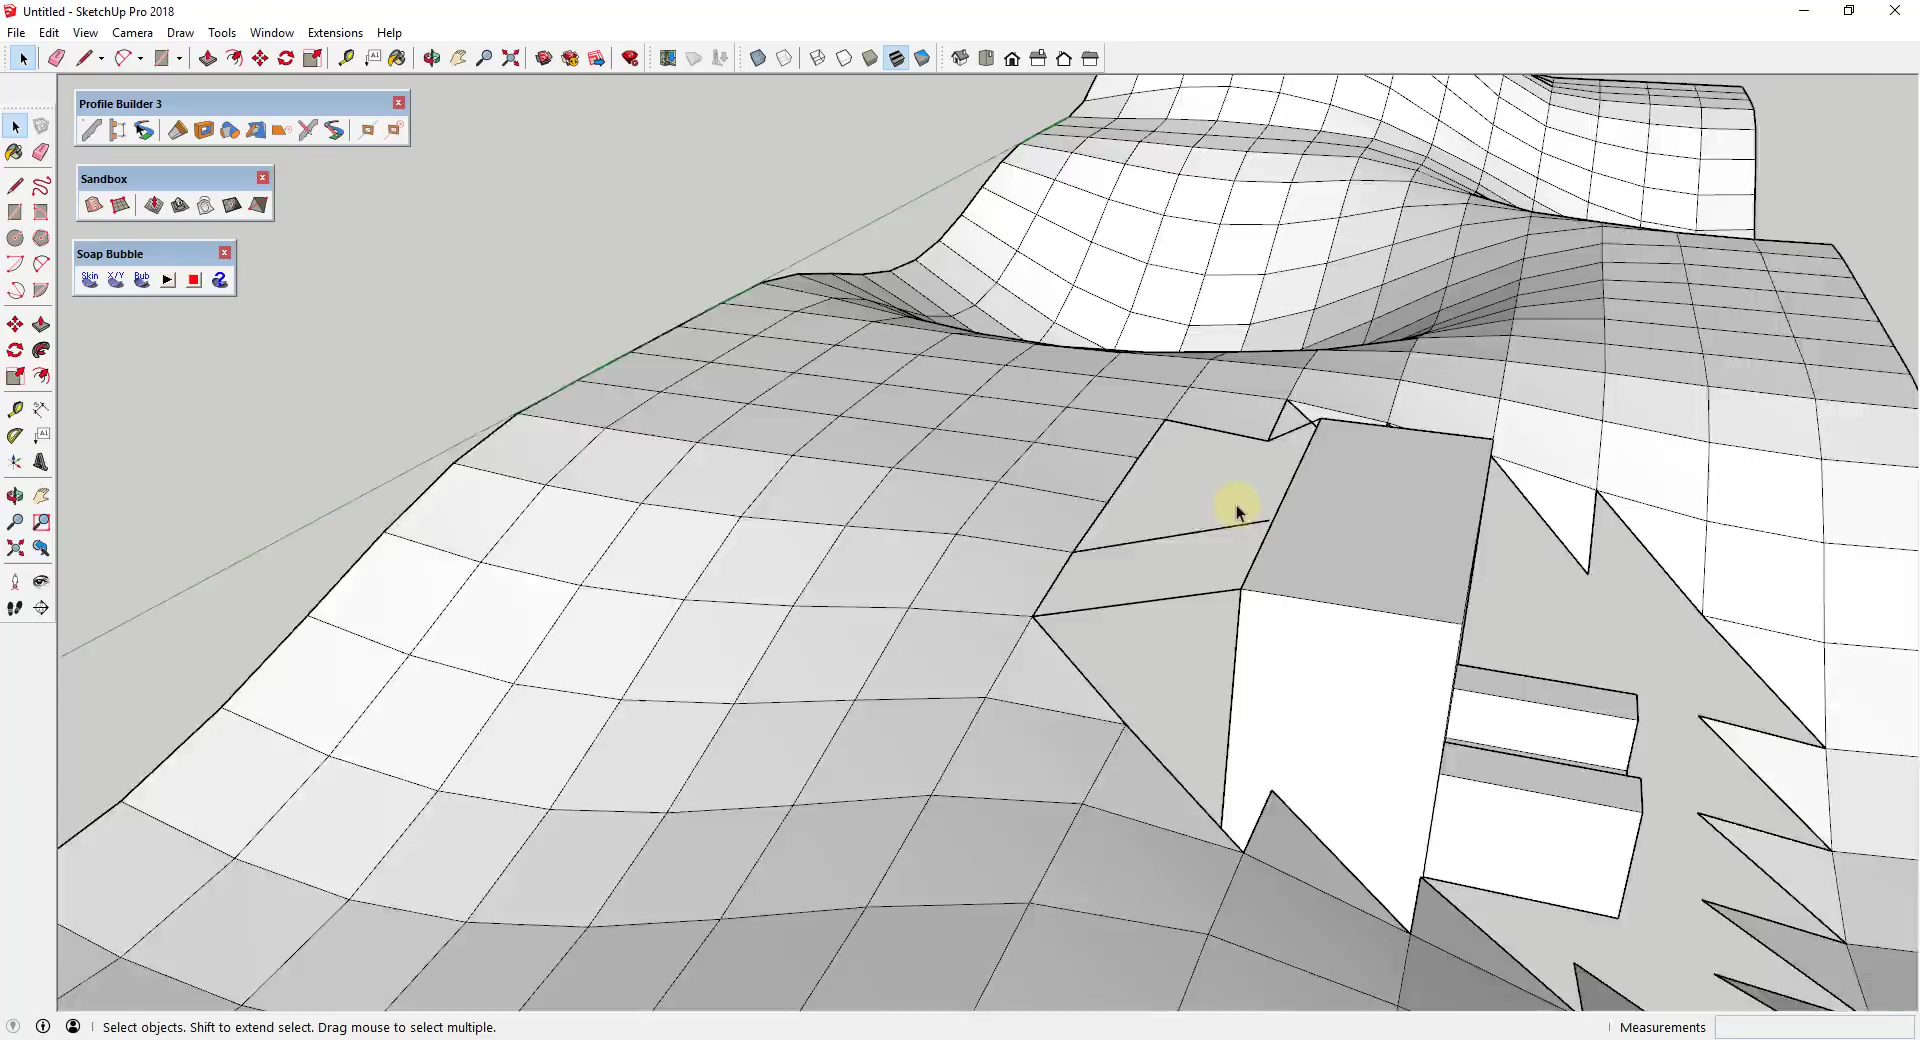 Untitled - SketchUp Pro 2018
File Edit View Camera Draw Tools Window Extensions Help
Profile Builder 3
Sandbox
Soap Bubble
Skin X/Y Bub
Select objects. Shift to extend select. Drag mouse to select multiple.
Measurements